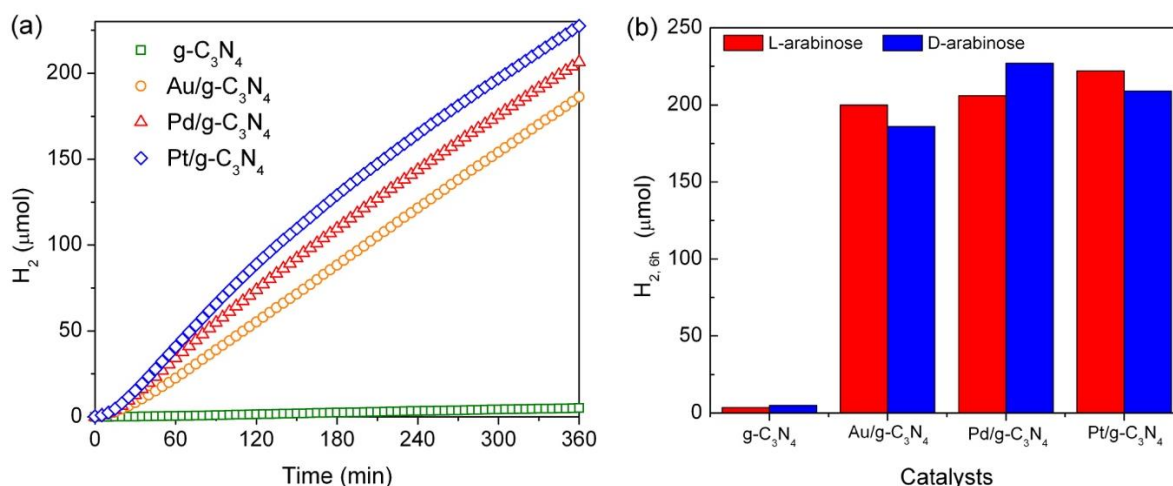 (a)
g-C₃N₄
Au/g-C₃N₄
Pd/g-C₃N₄
Pt/g-C₃N₄
200
150
100
50
0
H₂ (μmol)
0 60 120 180 240 300 360
Time (min)
(b)
L-arabinose D-arabinose
250
200
150
100
50
0
H₂, ₆ₕ (μmol)
g-C₃N₄ Au/g-C₃N₄ Pd/g-C₃N₄ Pt/g-C₃N₄
Catalysts